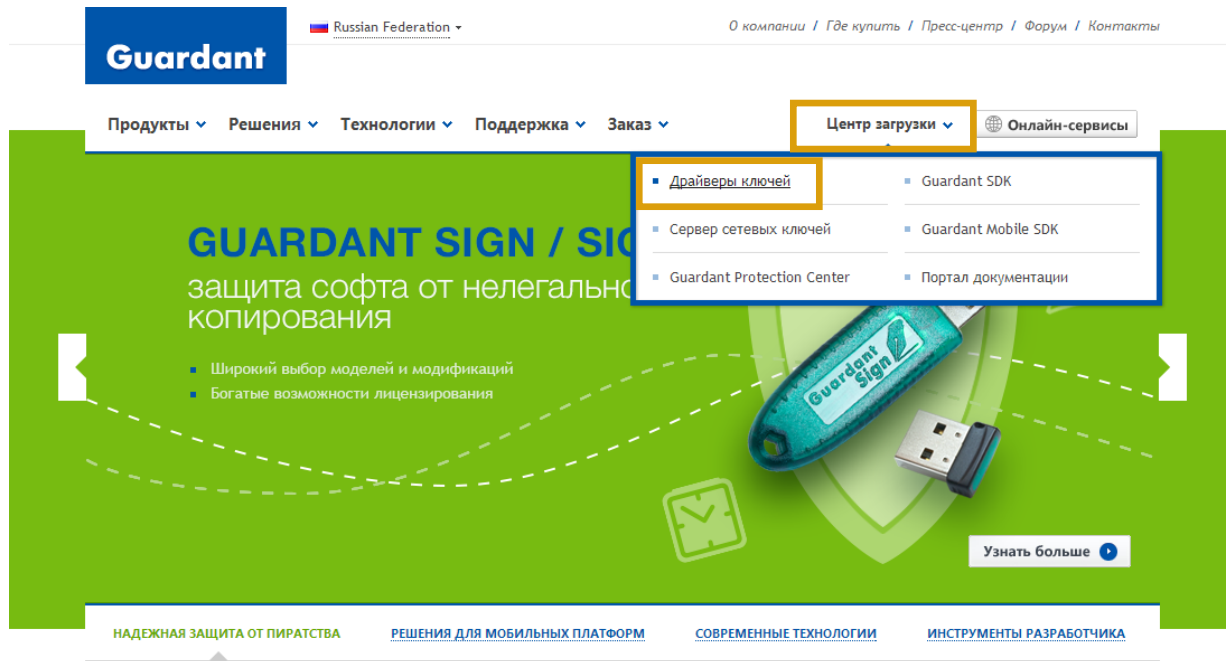 Russian Federation
О компании / Где купить / Пресс-центр / Форум / Контакты
Guardant
Продукты Решения Технологии Поддержка Заказ Центр загрузки Онлайн-сервисы
Драйверы ключей Guardant SDK
Сервер сетевых ключей Guardant Mobile SDK
Guardant Protection Center Портал документации
GUARDANT SIGN /
защита софта от
копирования
Широкий выбор моделей и модификаций
Богатые возможности лицензирования
Guardant
Sign
Узнать больше
НАДЕЖНАЯ ЗАЩИТА ОТ ПИРАТСТВА РЕШЕНИЯ ДЛЯ МОБИЛЬНЫХ ПЛАТФОРМ СОВРЕМЕННЫЕ ТЕХНОЛОГИИ ИНСТРУМЕНТЫ РАЗРАБОТЧИКА